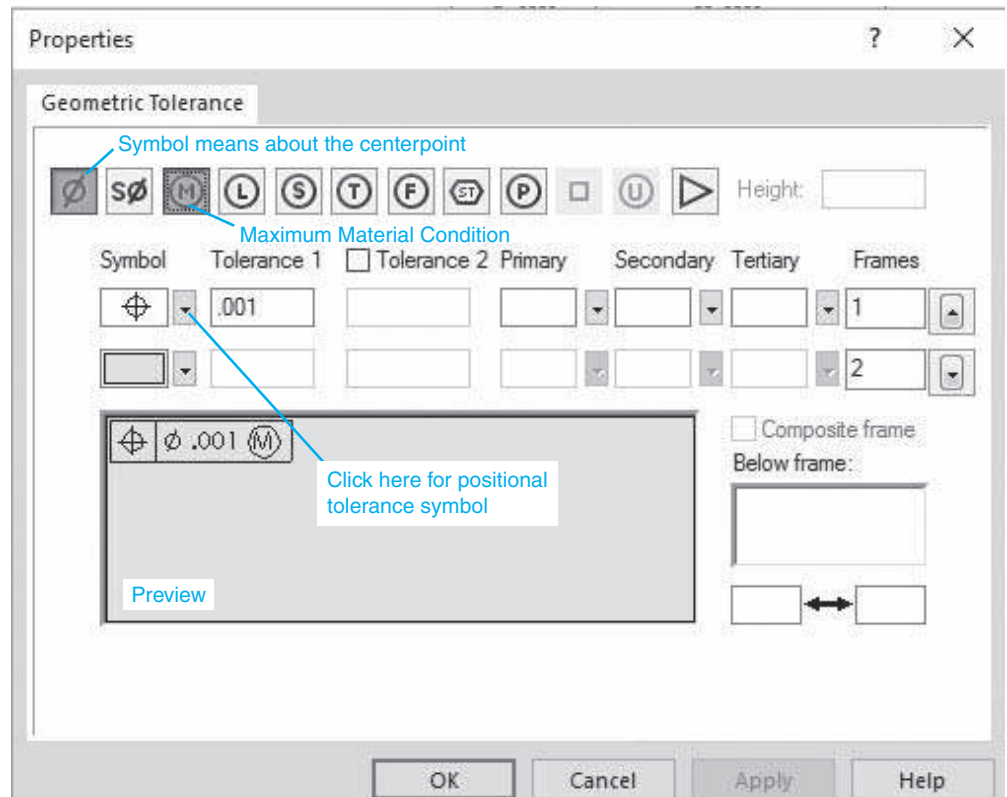 Properties ? ×
Geometric Tolerance
Symbol means about the centerpoint
Ø SØ Ⓜ Ⓛ Ⓢ Ⓣ Ⓕ ST Ⓟ Ⓤ Height:
Maximum Material Condition
Symbol Tolerance 1 Tolerance 2 Primary Secondary Tertiary Frames
⌖ .001 1
2
⌖ Ø .001 Ⓜ
Composite frame
Below frame:
Click here for positional
tolerance symbol
Preview
OK Cancel Apply Help